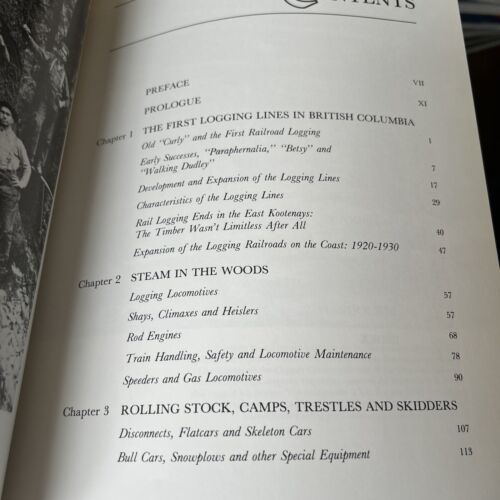 CONTENTS
PREFACE VII
PROLOGUE XI
Chapter 1 THE FIRST LOGGING LINES IN BRITISH COLUMBIA
Old "Curly" and the First Railroad Logging 1
Early Successes, "Paraphernalia," "Betsy" and
"Walking Dudley" 7
Development and Expansion of the Logging Lines 17
Characteristics of the Logging Lines 29
Rail Logging Ends in the East Kootenays:
The Timber Wasn't Limitless After All 40
Expansion of the Logging Railroads on the Coast: 1920-1930 47
Chapter 2 STEAM IN THE WOODS
Logging Locomotives 57
Shays, Climaxes and Heislers 57
Rod Engines 68
Train Handling, Safety and Locomotive Maintenance 78
Speeders and Gas Locomotives 90
Chapter 3 ROLLING STOCK, CAMPS, TRESTLES AND SKIDDERS
Disconnects, Flatcars and Skeleton Cars 107
Bull Cars, Snowplows and other Special Equipment 113